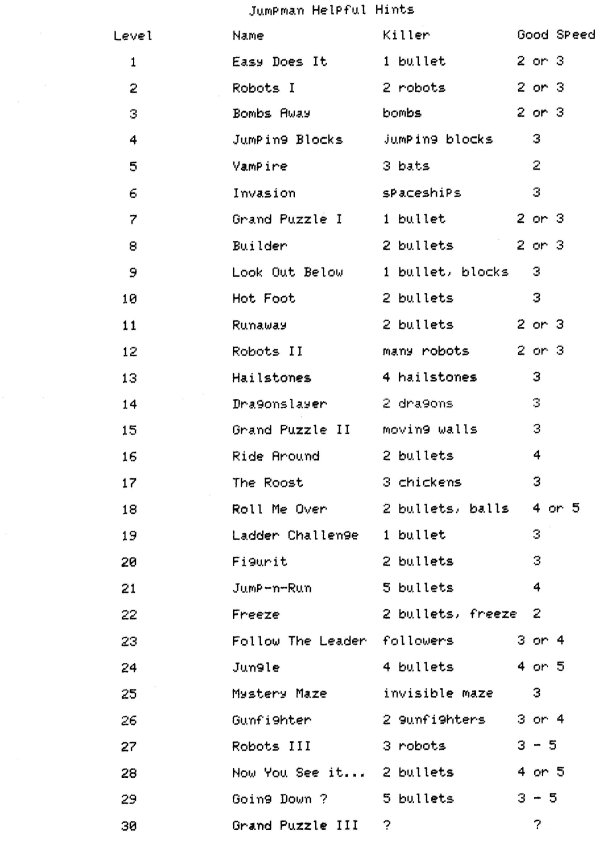 Jumpman Helpful Hints
Level Name Killer Good Speed
1 Easy Does It 1 bullet 2 or 3
2 Robots I 2 robots 2 or 3
3 Bombs Away bombs 2 or 3
4 Jumping Blocks jumping blocks 3
5 Vampire 3 bats 2
6 Invasion spaceships 3
7 Grand Puzzle I 1 bullet 2 or 3
8 Builder 2 bullets 2 or 3
9 Look Out Below 1 bullet, blocks 3
10 Hot Foot 2 bullets 3
11 Runaway 2 bullets 2 or 3
12 Robots II many robots 2 or 3
13 Hailstones 4 hailstones 3
14 Dragonslayer 2 dragons 3
15 Grand Puzzle II moving walls 3
16 Ride Around 2 bullets 4
17 The Roost 3 chickens 3
18 Roll Me Over 2 bullets, balls 4 or 5
19 Ladder Challenge 1 bullet 3
20 Figurit 2 bullets 3
21 Jump-n-Run 5 bullets 4
22 Freeze 2 bullets, freeze 2
23 Follow The Leader followers 3 or 4
24 Jungle 4 bullets 4 or 5
25 Mystery Maze invisible maze 3
26 Gunfighter 2 gunfighters 3 or 4
27 Robots III 3 robots 3 - 5
28 Now You See it... 2 bullets 4 or 5
29 Going Down ? 5 bullets 3 - 5
30 Grand Puzzle III ? ?